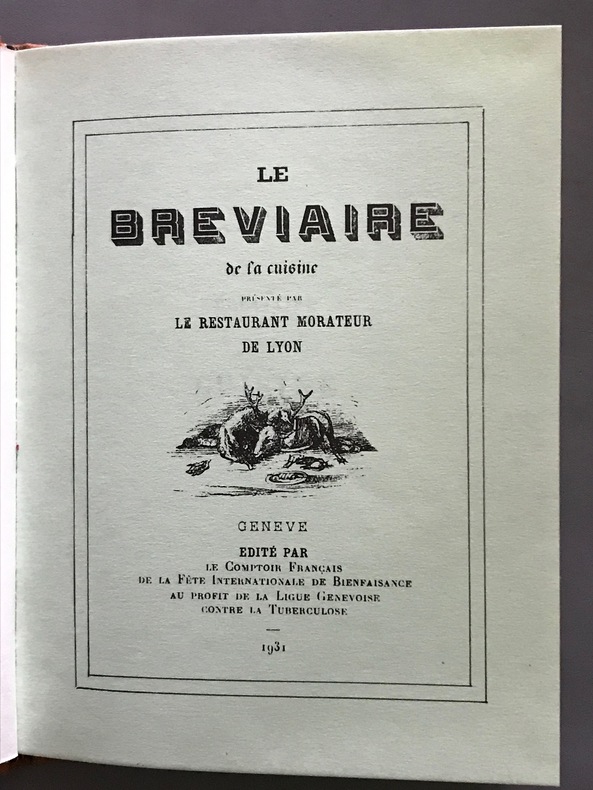 LE
BREVIAIRE
de la cuisine
PRÉSENTÉ PAR
LE RESTAURANT MORATEUR
DE LYON
GENEVE
EDITÉ PAR
LE COMPTOIR FRANÇAIS
DE LA FÊTE INTERNATIONALE DE BIENFAISANCE
AU PROFIT DE LA LIGUE GENEVOISE
CONTRE LA TUBERCULOSE
1931